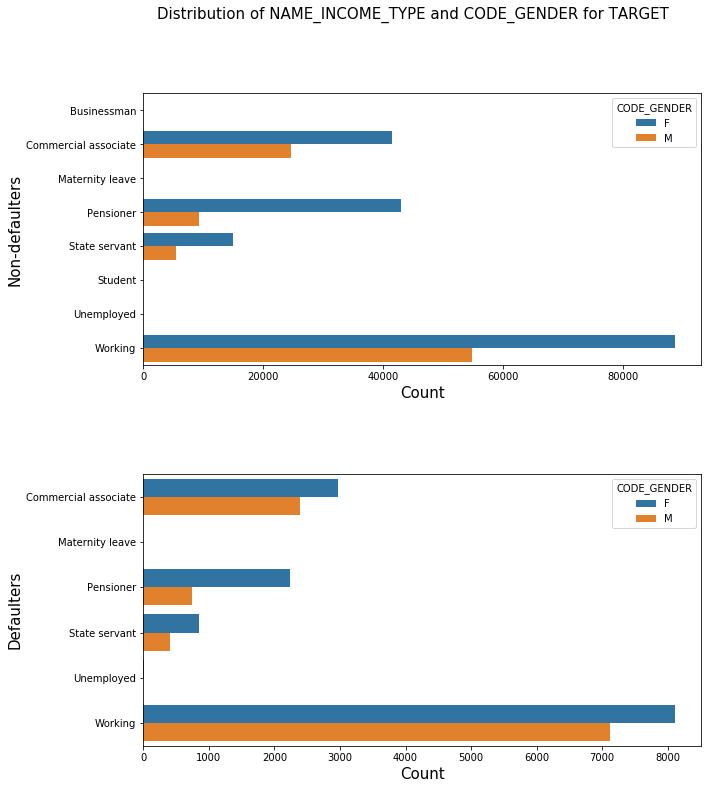 Distribution of NAME_INCOME_TYPE and CODE_GENDER for TARGET
Non-defaulters
Businessman
Commercial associate
Maternity leave
Pensioner
State servant
Student
Unemployed
Working
CODE_GENDER
F
M
0 20000 40000 60000 80000
Count
Defaulters
Commercial associate
Maternity leave
Pensioner
State servant
Unemployed
Working
CODE_GENDER
F
M
0 1000 2000 3000 4000 5000 6000 7000 8000
Count